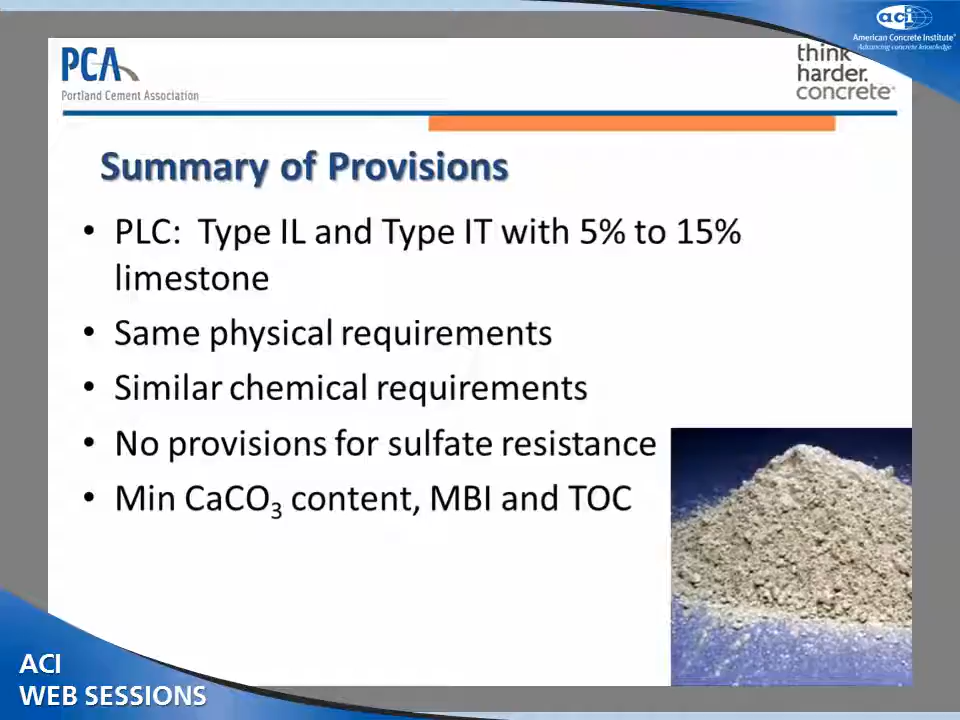 aci
American Concrete Institute®
Advancing concrete knowledge
PCA
Portland Cement Association
think
harder.
concrete
Summary of Provisions
• PLC: Type IL and Type IT with 5% to 15%
limestone
• Same physical requirements
• Similar chemical requirements
• No provisions for sulfate resistance
• Min CaCO₃ content, MBI and TOC
ACI
WEB SESSIONS